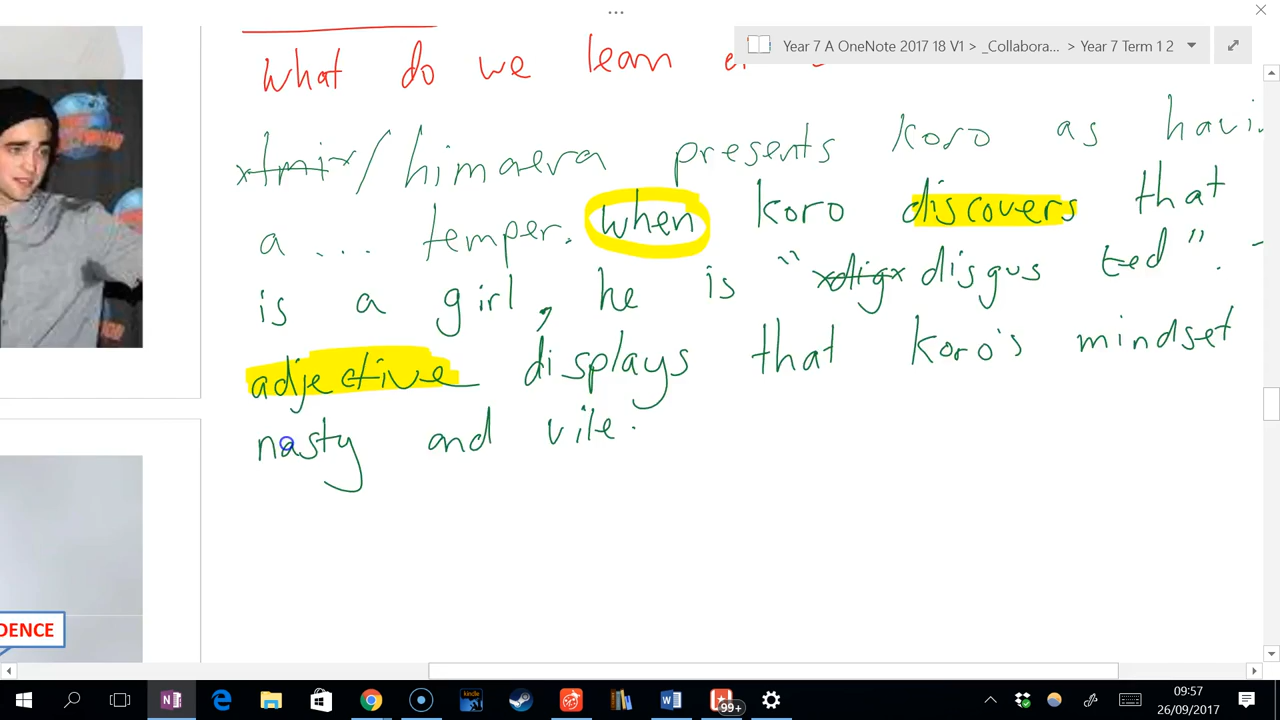 Year 7 A OneNote 2017 18 V1 > _Collabora... > Year 7 Term 1 2
what do we learn
/himaera presents Koro as havi
a ... temper. when Koro discovers that
is a girl, he is " disgusted".
adjective displays that Koro's mindset
nasty and vile.
DENCE
99+
kindle
09:57
26/09/2017